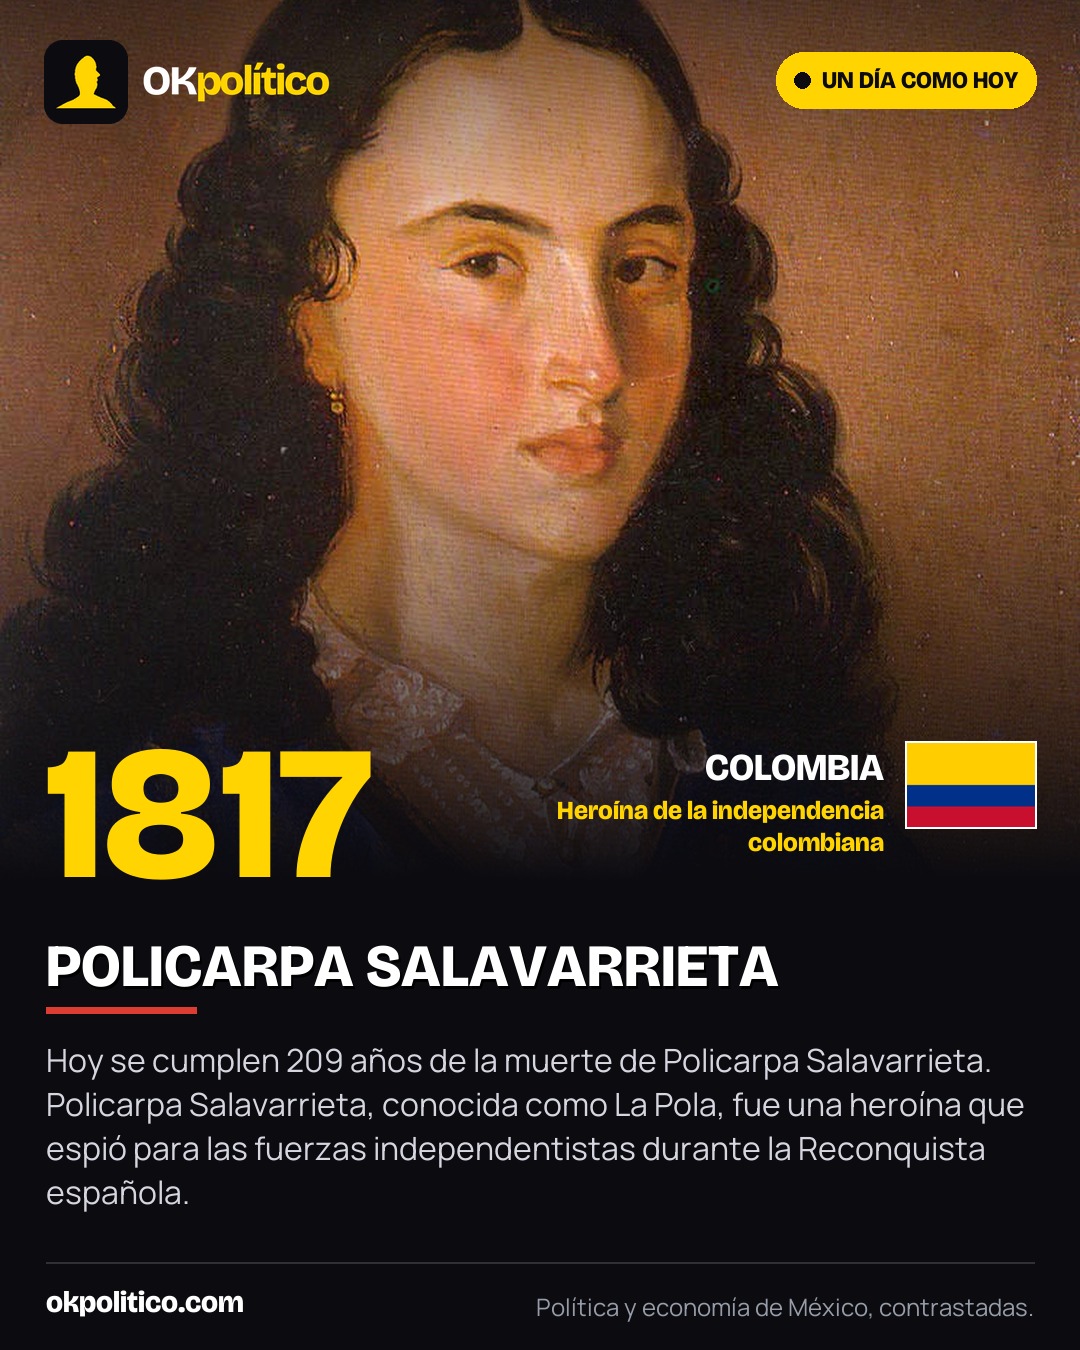 OKpolítico
UN DÍA COMO HOY
1817
COLOMBIA
Heroína de la independencia
colombiana
POLICARPA SALAVARRIETA
Hoy se cumplen 209 años de la muerte de Policarpa Salavarrieta.
Policarpa Salavarrieta, conocida como La Pola, fue una heroína que
espió para las fuerzas independentistas durante la Reconquista
española.
okpolitico.com
Política y economía de México, contrastadas.